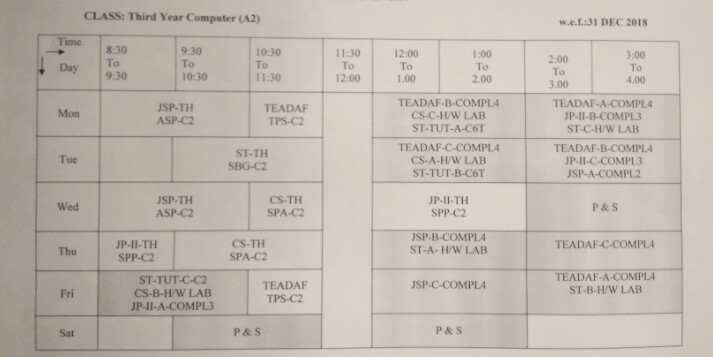 CLASS: Third Year Computer (A2)
w.e.f.:31 DEC 2018
Time
Day
8:30
To
9:30
9:30
To
10:30
10:30
To
11:30
11:30
To
12:00
12:00
To
1.00
1:00
To
2.00
2:00
To
3.00
3:00
To
4.00
Mon
JSP-TH
ASP-C2
TEADAF
TPS-C2
TEADAF-B-COMPL4
CS-C-H/W LAB
ST-TUT-A-C6T
TEADAF-A-COMPL4
JP-II-B-COMPL3
ST-C-H/W LAB
Tue
ST-TH
SBG-C2
TEADAF-C-COMPL4
CS-A-H/W LAB
ST-TUT-B-C6T
TEADAF-B-COMPL4
JP-II-C-COMPL3
JSP-A-COMPL2
Wed
JSP-TH
ASP-C2
CS-TH
SPA-C2
JP-II-TH
SPP-C2
P & S
Thu
JP-II-TH
SPP-C2
CS-TH
SPA-C2
JSP-B-COMPL4
ST-A- H/W LAB
TEADAF-C-COMPL4
Fri
ST-TUT-C-C2
CS-B-H/W LAB
JP-II-A-COMPL3
TEADAF
TPS-C2
JSP-C-COMPL4
TEADAF-A-COMPL4
ST-B-H/W LAB
Sat
P & S
P & S